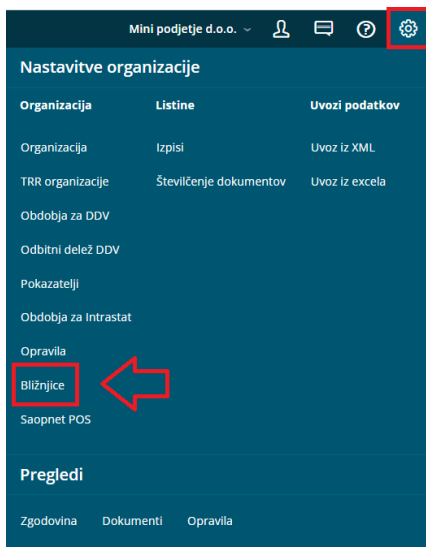 Mini podjetje d.o.o.
Nastavitve organizacije
Organizacija Listine Uvozi podatkov
Organizacija Izpisi Uvoz iz XML
TRR organizacije Številčenje dokumentov Uvoz iz excela
Obdobja za DDV
Odbitni delež DDV
Pokazatelji
Obdobja za Intrastat
Opravila
Bližnjice
Saopnet POS
Pregledi
Zgodovina Dokumenti Opravila